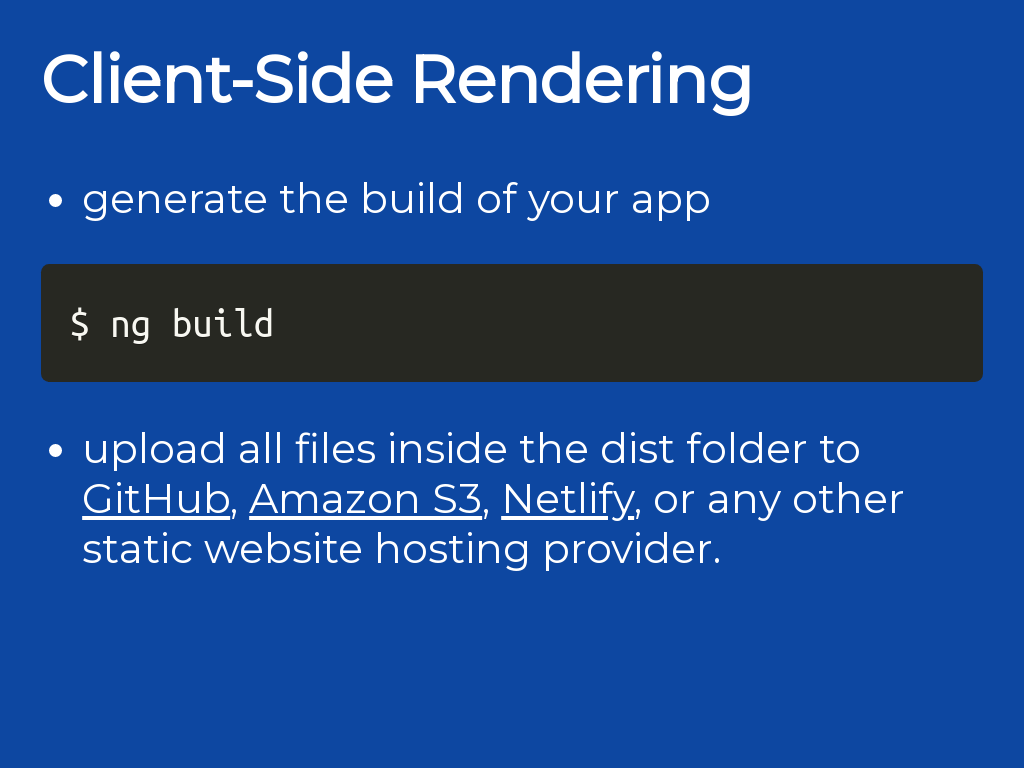 Client-Side Rendering
• generate the build of your app
$ ng build
• upload all files inside the dist folder to
GitHub, Amazon S3, Netlify, or any other
static website hosting provider.